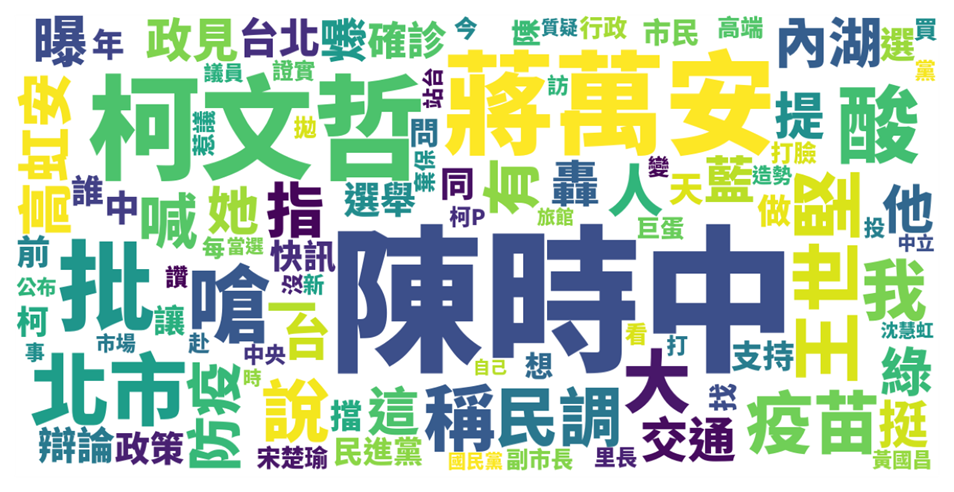 曝
年
政見
台北
爆
確診
今
陳
質疑
行政
市民
高端
內湖
選
買
黨
議員
證實
站台
訪
柯文哲
蔣萬安
提
酸
高虹安
惹議
拋
問
棄保
打臉
誰
中
喊
她
指
選舉
同
柯P
有
轟
人
變
天
藍
造勢
做
王世堅
他
投
中立
旅館
巨蛋
前
公布
批
讚
每
當選
快訊
沒
新
嗆
一
台
陳時中
我
柯
事
市場
讓
赴
中央
看
打
支持
沈慧虹
自己
想
北市
防疫
時
說
擋
這
稱
民調
大
找
交通
疫苗
綠
挺
辯論
政策
宋楚瑜
民進黨
國民黨
副市長
里長
黃國昌